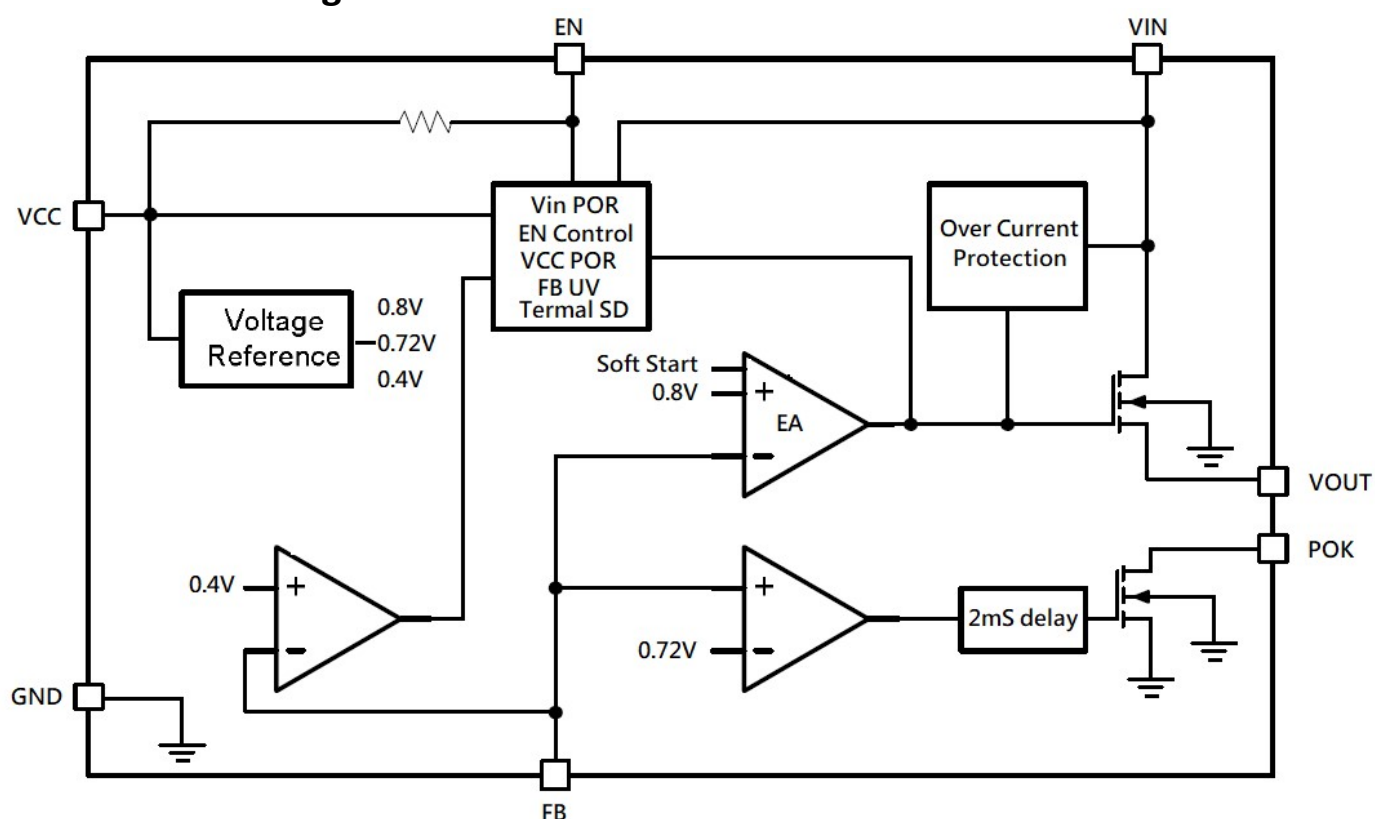 EN
VIN
VCC
Vin POR
EN Control
VCC POR
FB UV
Termal SD
Over Current
Protection
Voltage
Reference
0.8V
0.72V
0.4V
Soft Start
0.8V
+
EA
-
0.4V
+
-
+
0.72V
-
2mS delay
VOUT
POK
GND
FB